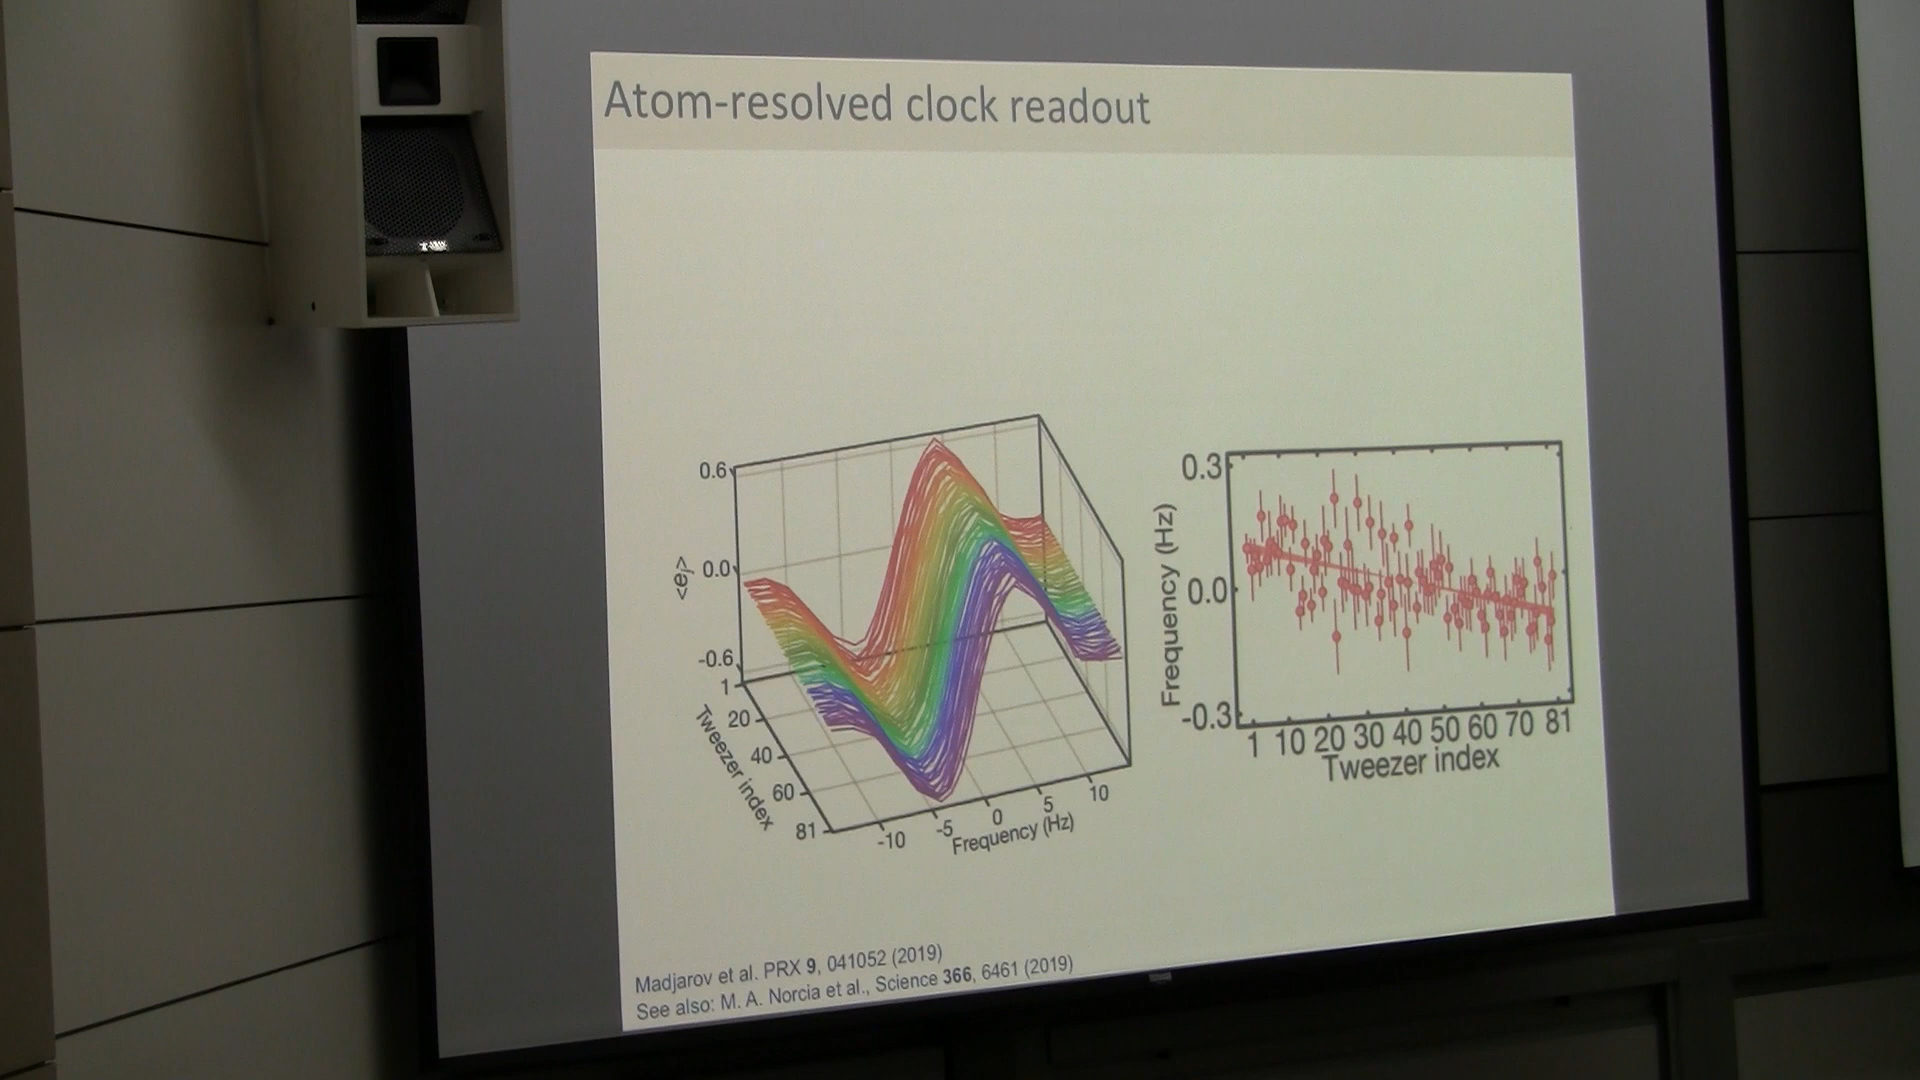 Atom-resolved clock readout
0.6
0.0
-0.6
<e_j>
1
20
40
60
81
Tweezer index
-10
-5
0
5
10
Frequency (Hz)
0.3
0.0
-0.3
Frequency (Hz)
1 10 20 30 40 50 60 70 81
Tweezer index
Madjarov et al. PRX 9, 041052 (2019)
See also: M. A. Norcia et al., Science 366, 6461 (2019)